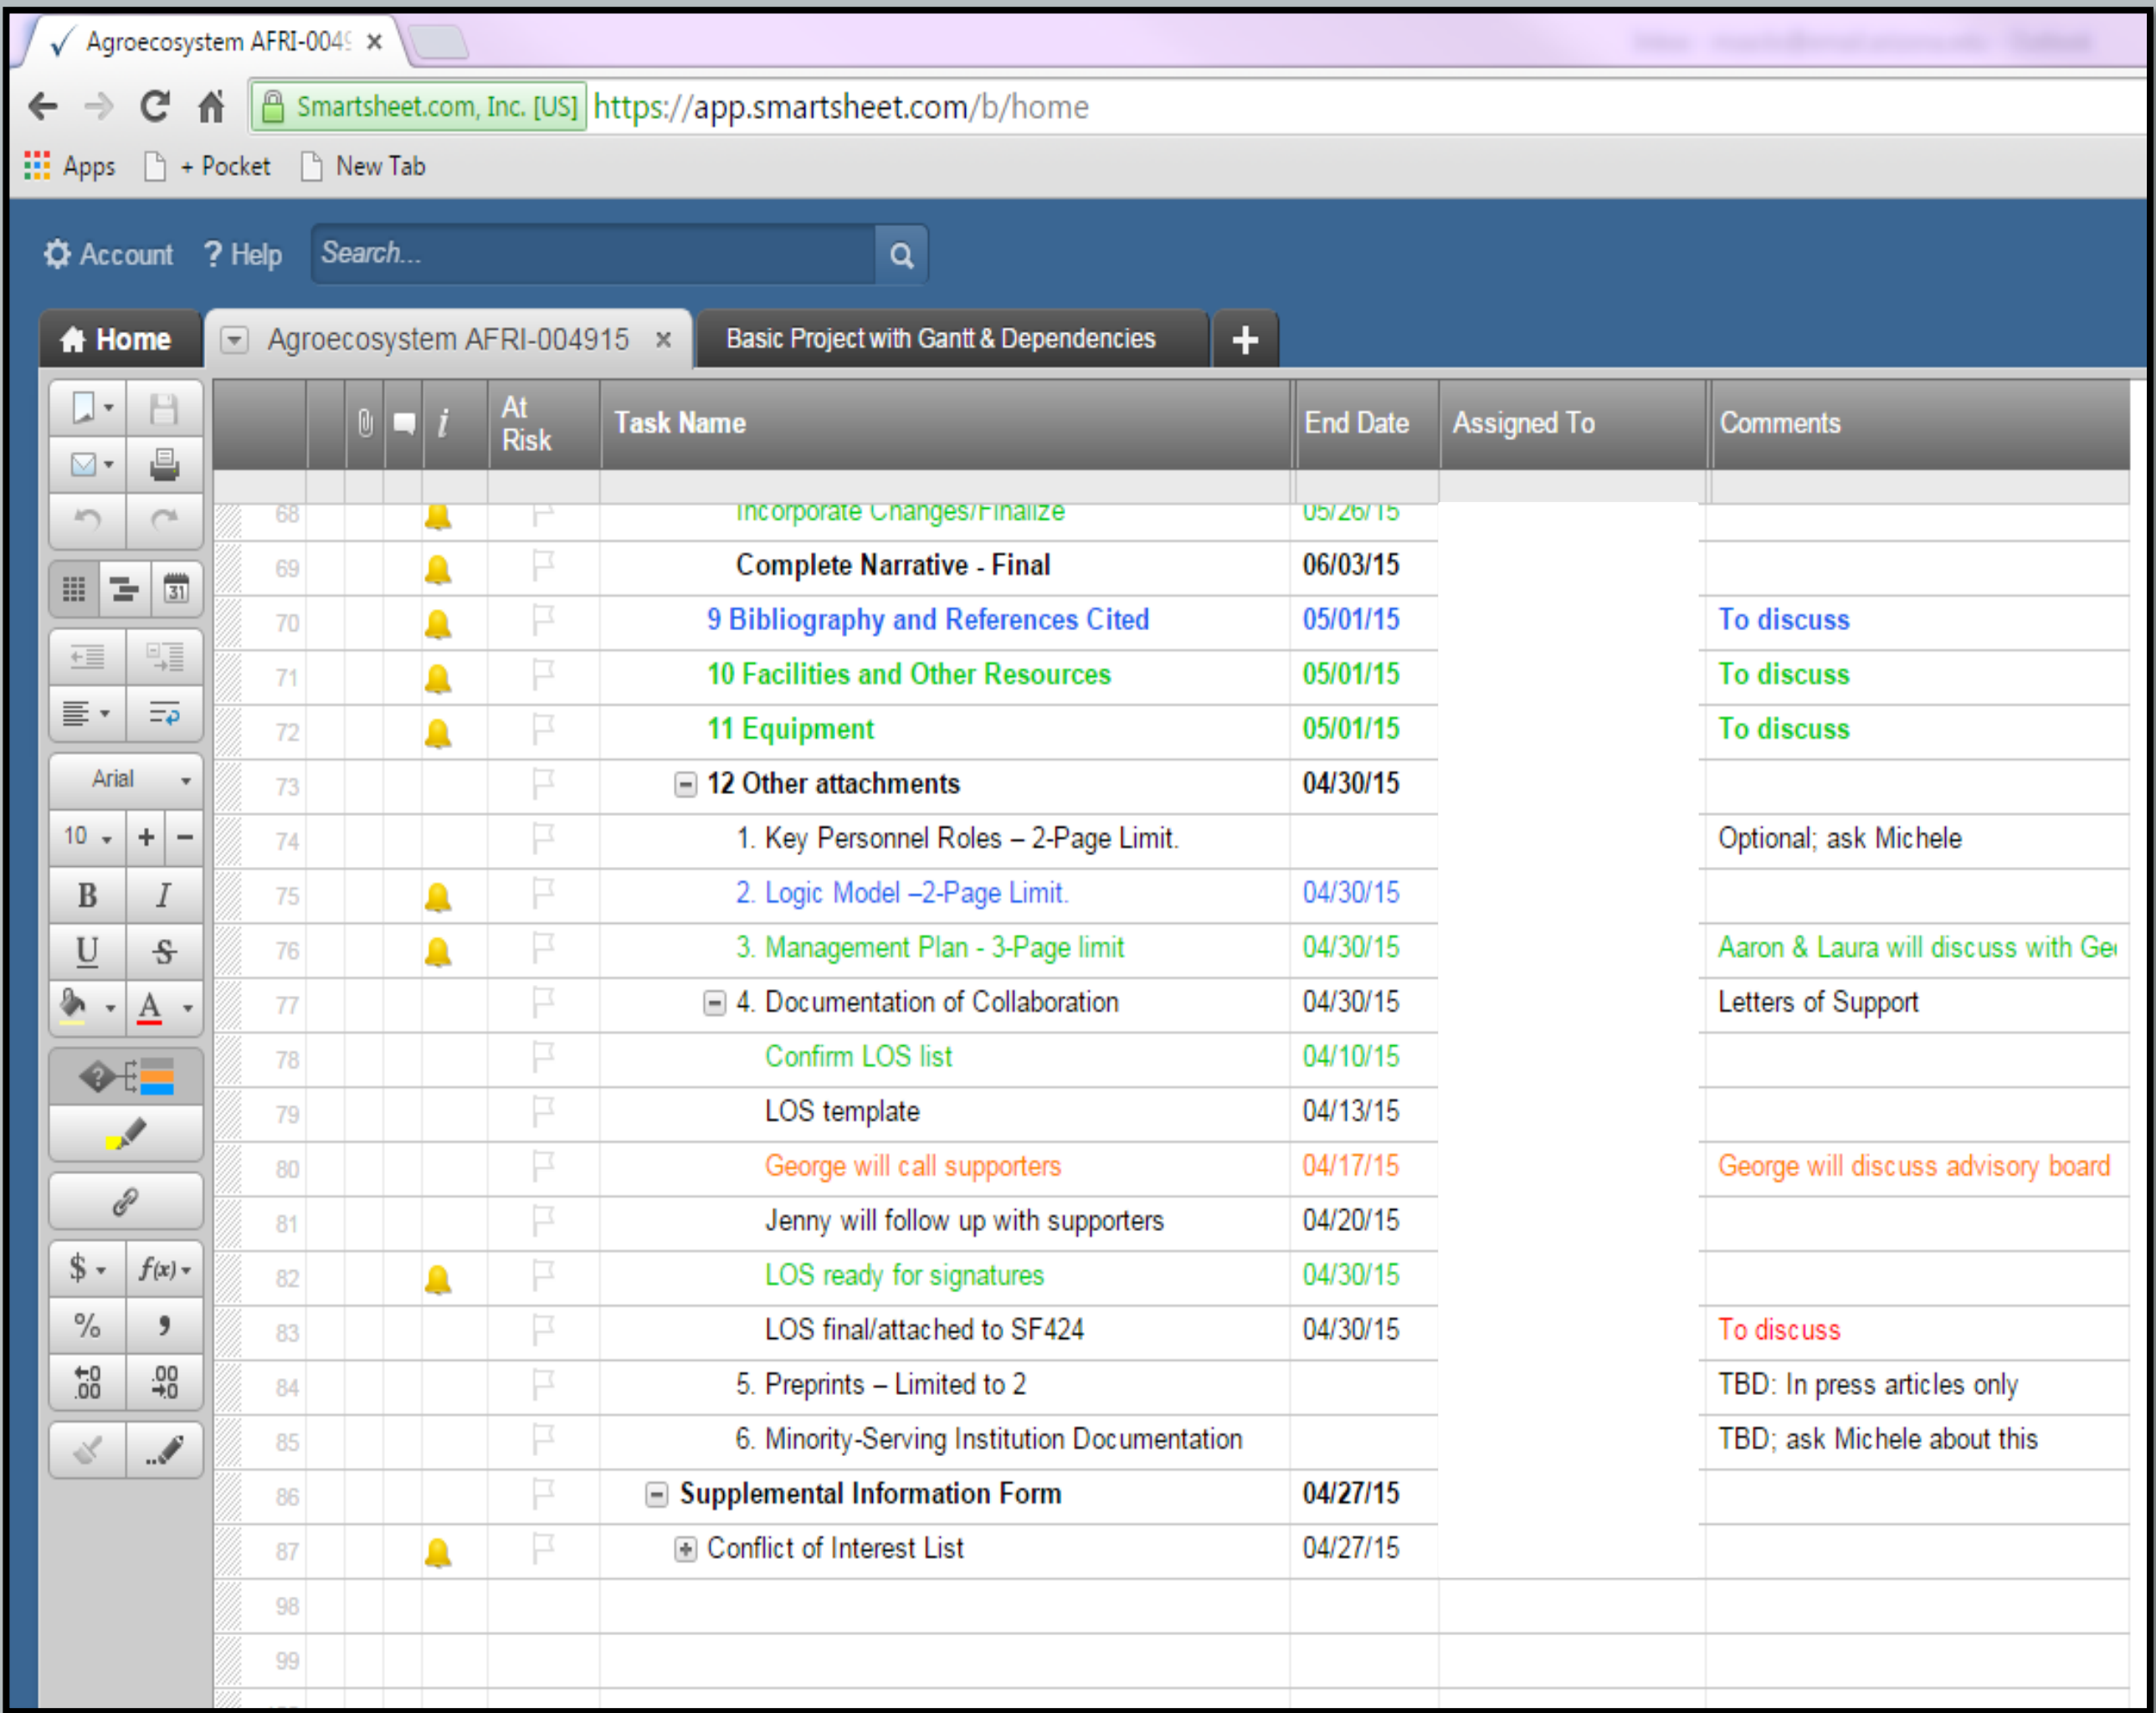 Agroecosystem AFRI-004
Smartsheet.com, Inc. [US] https://app.smartsheet.com/b/home
Apps + Pocket New Tab
Account ? Help Search...
Home Agroecosystem AFRI-004915 Basic Project with Gantt & Dependencies
At Risk Task Name End Date Assigned To Comments
68 Incorporate Changes/Finalize 05/26/15
69 Complete Narrative - Final 06/03/15
70 9 Bibliography and References Cited 05/01/15 To discuss
71 10 Facilities and Other Resources 05/01/15 To discuss
72 11 Equipment 05/01/15 To discuss
73 12 Other attachments 04/30/15
74 1. Key Personnel Roles – 2-Page Limit. Optional; ask Michele
75 2. Logic Model –2-Page Limit. 04/30/15
76 3. Management Plan - 3-Page limit 04/30/15 Aaron & Laura will discuss with
77 4. Documentation of Collaboration 04/30/15 Letters of Support
78 Confirm LOS list 04/10/15
79 LOS template 04/13/15
80 George will call supporters 04/17/15 George will discuss advisory board
81 Jenny will follow up with supporters 04/20/15
82 LOS ready for signatures 04/30/15
83 LOS final/attached to SF424 04/30/15 To discuss
84 5. Preprints – Limited to 2 TBD: In press articles only
85 6. Minority-Serving Institution Documentation TBD; ask Michele about this
86 Supplemental Information Form 04/27/15
87 Conflict of Interest List 04/27/15
98
99
31
Arial
10 + −
B I
U S
A
?
$ f(x)
% ,
.0 .00 .00 .0